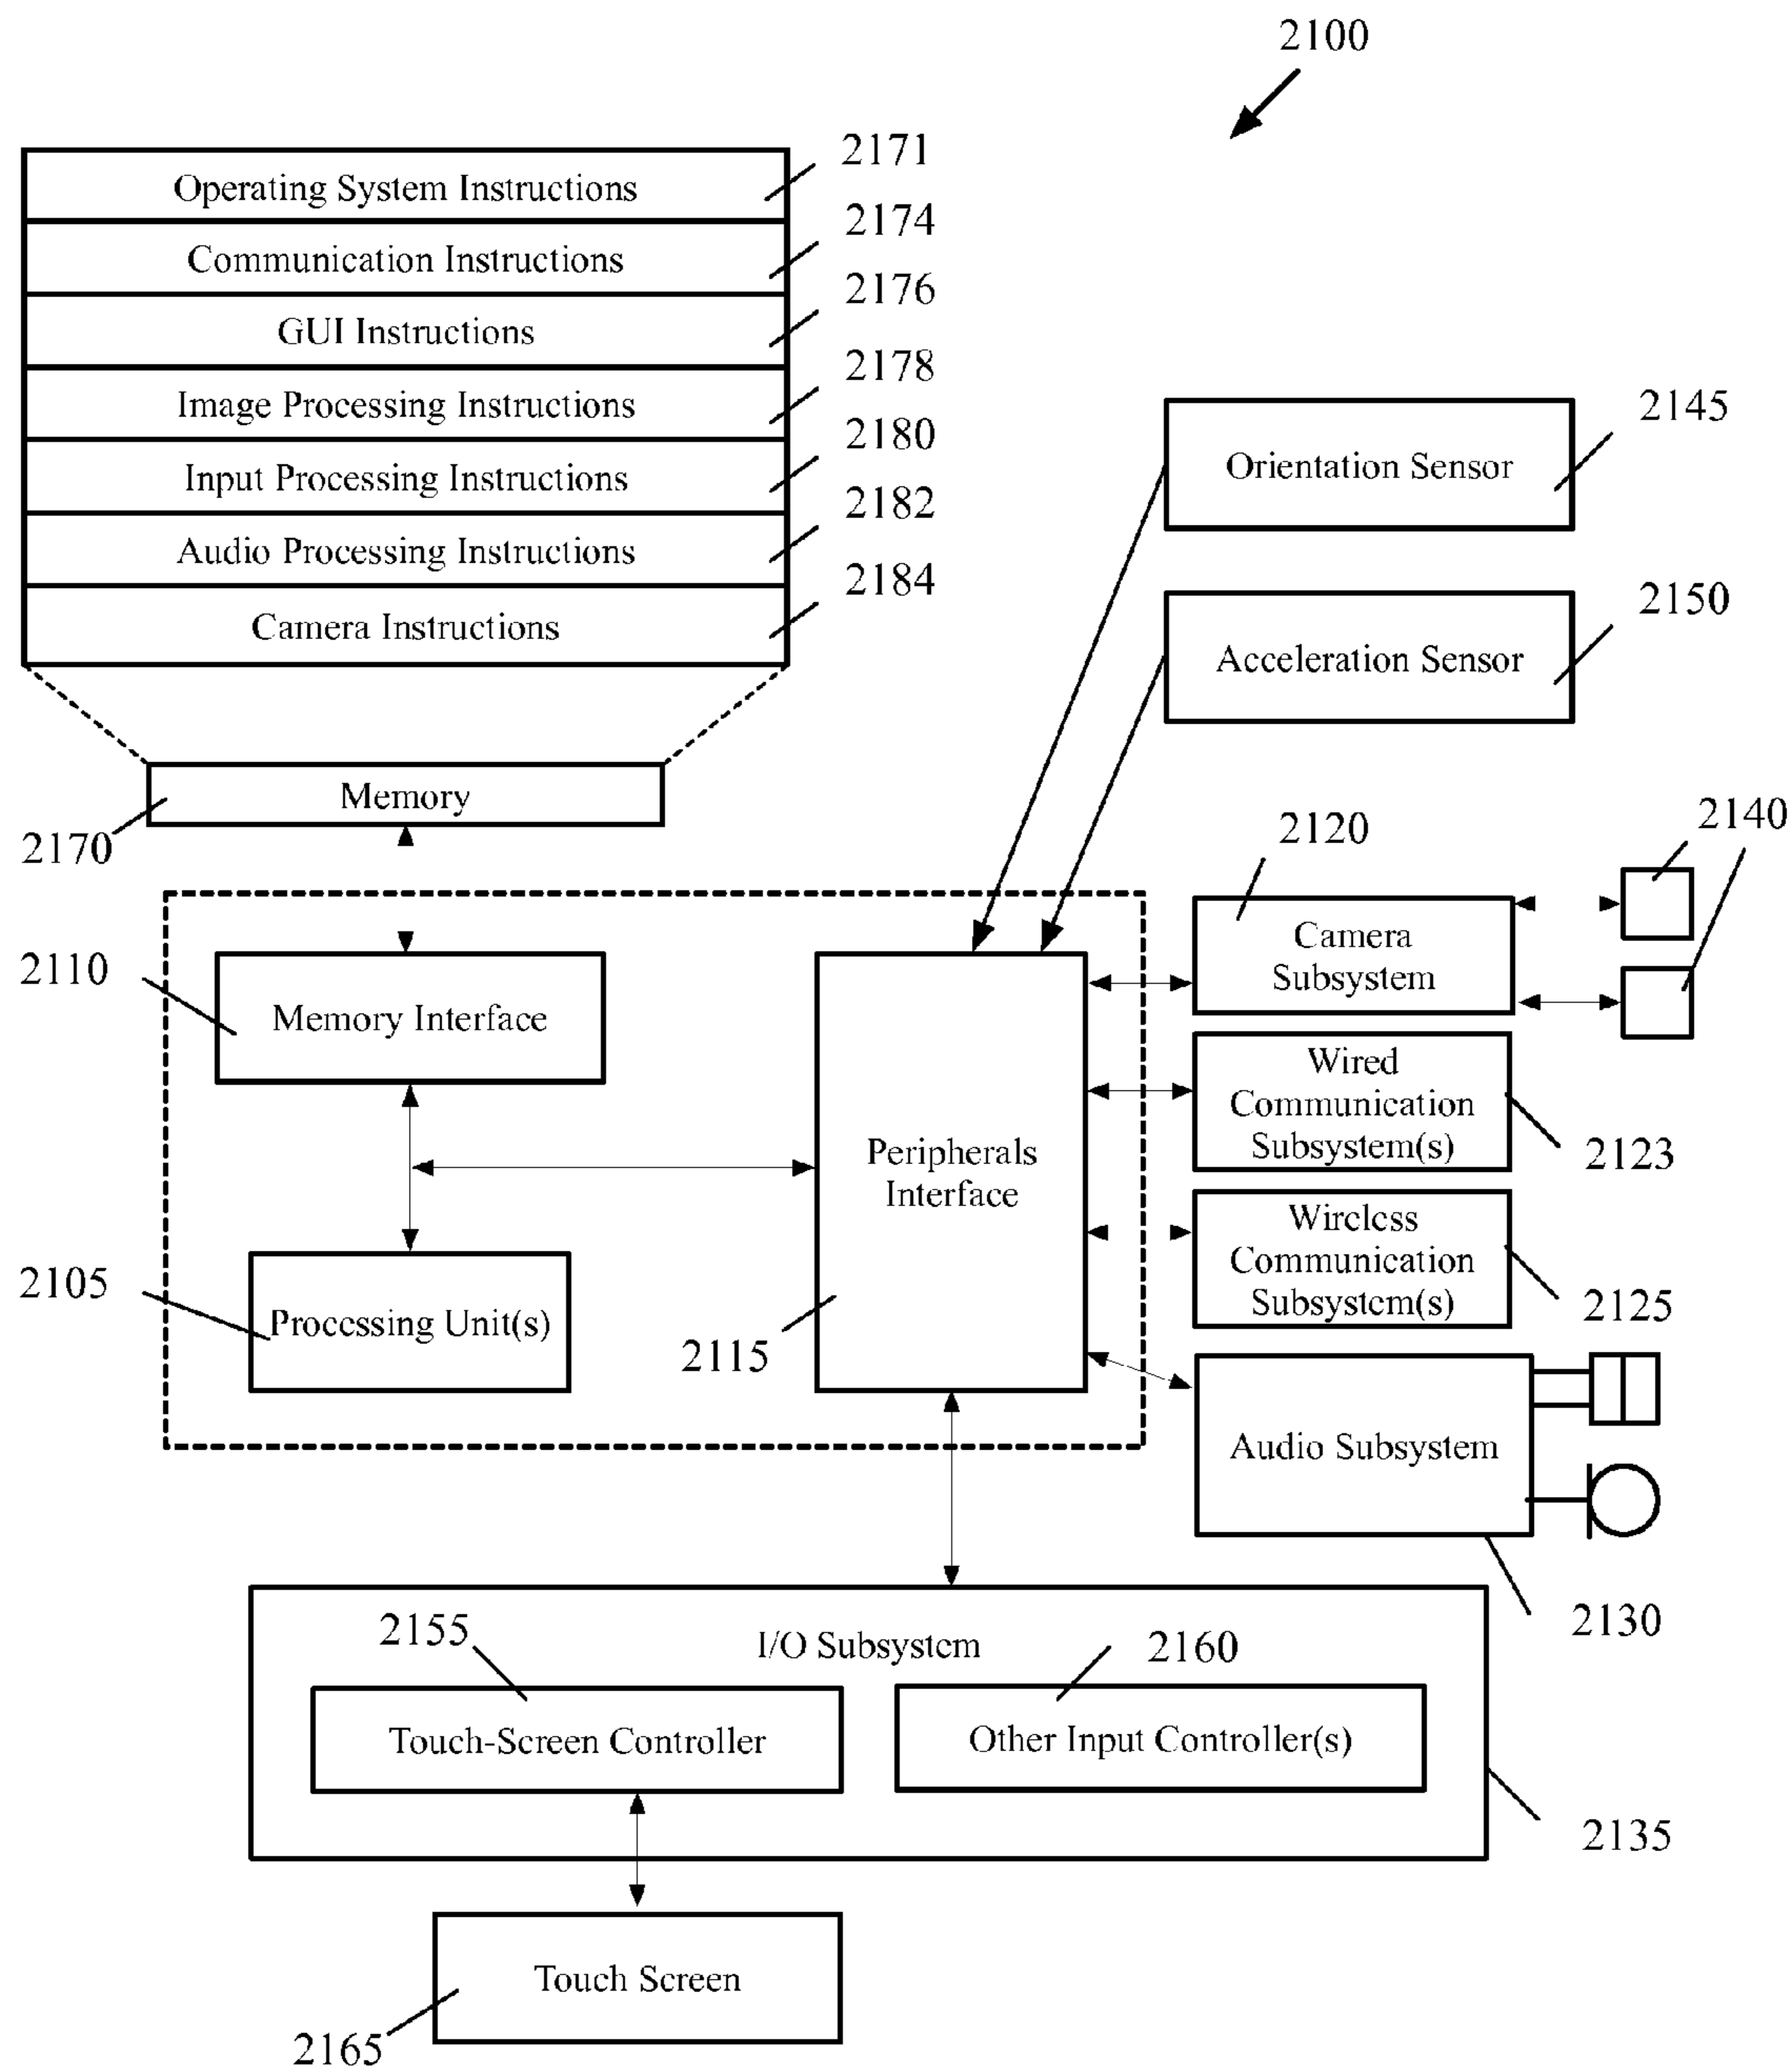 2100
2171
Operating System Instructions
2174
Communication Instructions
2176
GUI Instructions
2178
Image Processing Instructions
2180
Input Processing Instructions
2182
Audio Processing Instructions
2184
Camera Instructions
2145
Orientation Sensor
2150
Acceleration Sensor
Memory
2170
2120
2140
Camera
Subsystem
2110
Memory Interface
Wired
Communication
Subsystem(s)
2123
Peripherals
Interface
Wireless
Communication
Subsystem(s)
2125
2105
Processing Unit(s)
2115
Audio Subsystem
2130
2155
I/O Subsystem
2160
Touch-Screen Controller
Other Input Controller(s)
2135
Touch Screen
2165